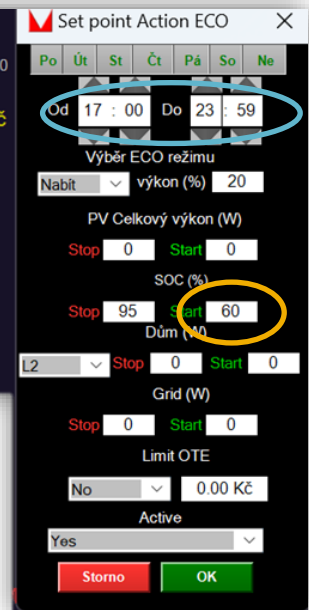 Set point Action ECO
Po Út St Čt Pá So Ne
0
Od 17 : 00 Do 23 : 59
č
Výběr ECO režimu
Nabít výkon (%) 20
PV Celkový výkon (W)
Stop 0 Start 0
SOC (%)
Stop 95 Start 60
Dům (W)
L2 Stop 0 Start 0
Grid (W)
Stop 0 Start 0
Limit OTE
No 0.00 Kč
Active
Yes
Storno OK